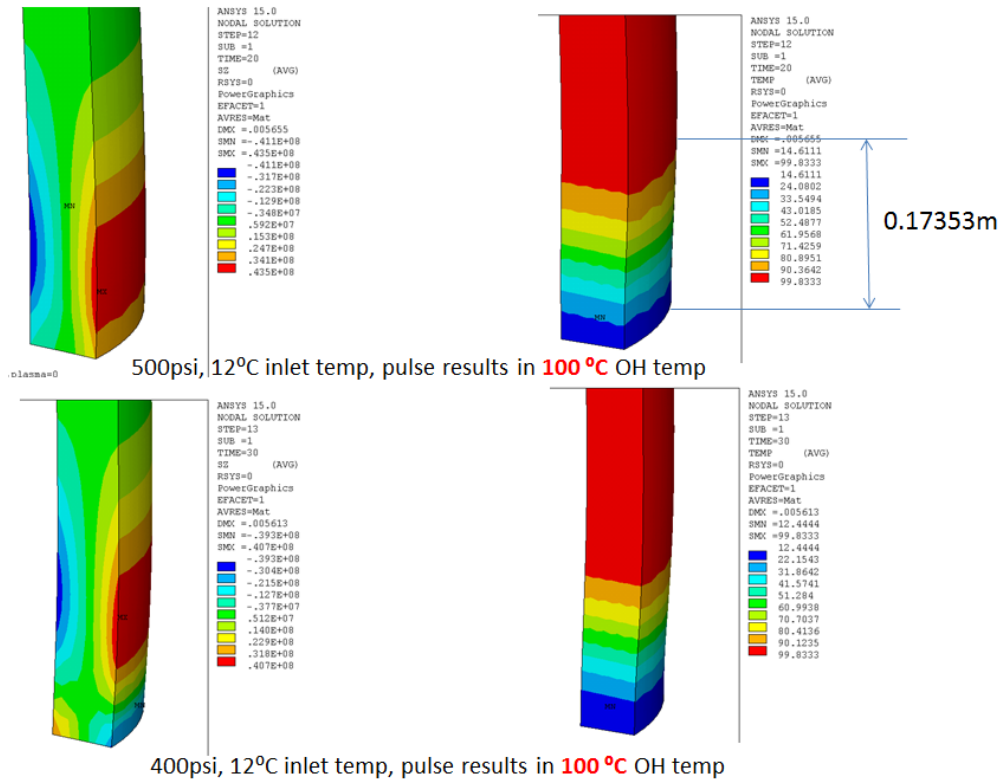 ANSYS 15.0
NODAL SOLUTION
STEP=12
SUB =1
TIME=20
SZ (AVG)
RSYS=0
PowerGraphics
EFACET=1
AVRES=Mat
DMX =.005655
SMN =-.411E+08
SMX =.435E+08
-.411E+08
-.317E+08
-.223E+08
-.129E+08
-.348E+07
.592E+07
.153E+08
.247E+08
.341E+08
.435E+08
MN
MX
.plasma=0
ANSYS 15.0
NODAL SOLUTION
STEP=12
SUB =1
TIME=20
TEMP (AVG)
RSYS=0
PowerGraphics
EFACET=1
AVRES=Mat
DMX =.005655
SMN =14.6111
SMX =99.8333
14.6111
24.0802
33.5494
43.0185
52.4877
61.9568
71.4259
80.8951
90.3642
99.8333
MN
0.17353m
500psi, 12⁰C inlet temp, pulse results in 100 ⁰C OH temp
ANSYS 15.0
NODAL SOLUTION
STEP=13
SUB =1
TIME=30
SZ (AVG)
RSYS=0
PowerGraphics
EFACET=1
AVRES=Mat
DMX =.005613
SMN =-.393E+08
SMX =.407E+08
-.393E+08
-.304E+08
-.215E+08
-.127E+08
-.377E+07
.512E+07
.140E+08
.229E+08
.318E+08
.407E+08
MX
MN
ANSYS 15.0
NODAL SOLUTION
STEP=13
SUB =1
TIME=30
TEMP (AVG)
RSYS=0
PowerGraphics
EFACET=1
AVRES=Mat
DMX =.005613
SMN =12.4444
SMX =99.8333
12.4444
22.1543
31.8642
41.5741
51.284
60.9938
70.7037
80.4136
90.1235
99.8333
MN
400psi, 12⁰C inlet temp, pulse results in 100 ⁰C OH temp